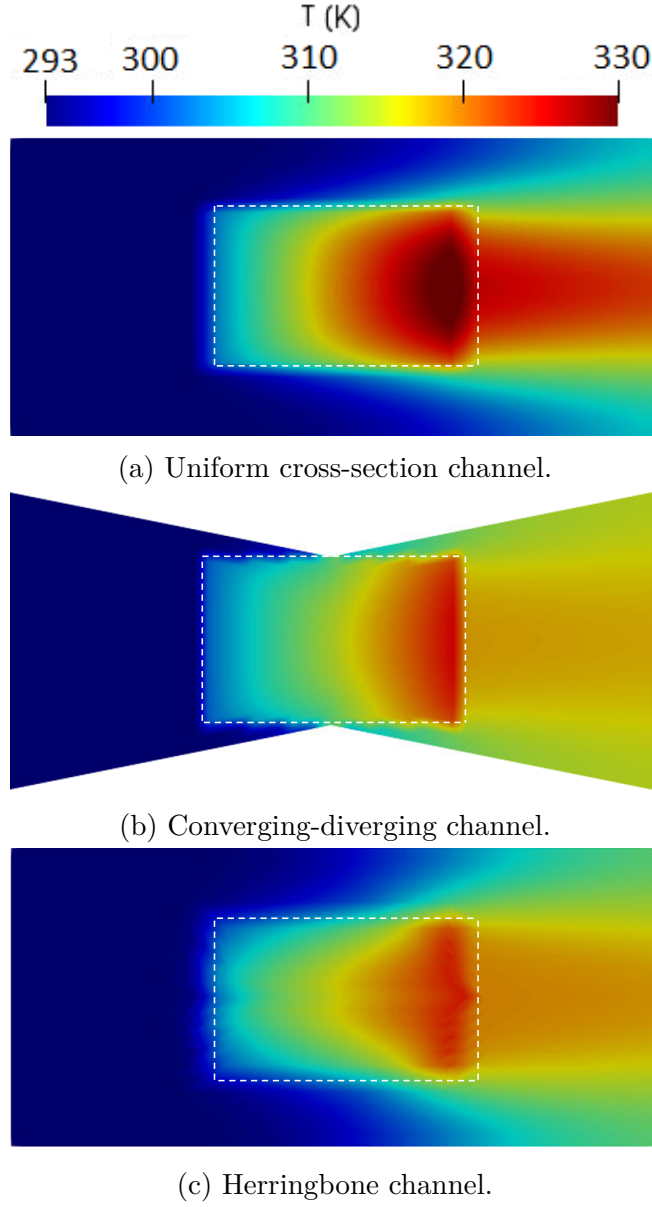 T (K)
293 300 310 320 330
(a) Uniform cross-section channel.
(b) Converging-diverging channel.
(c) Herringbone channel.